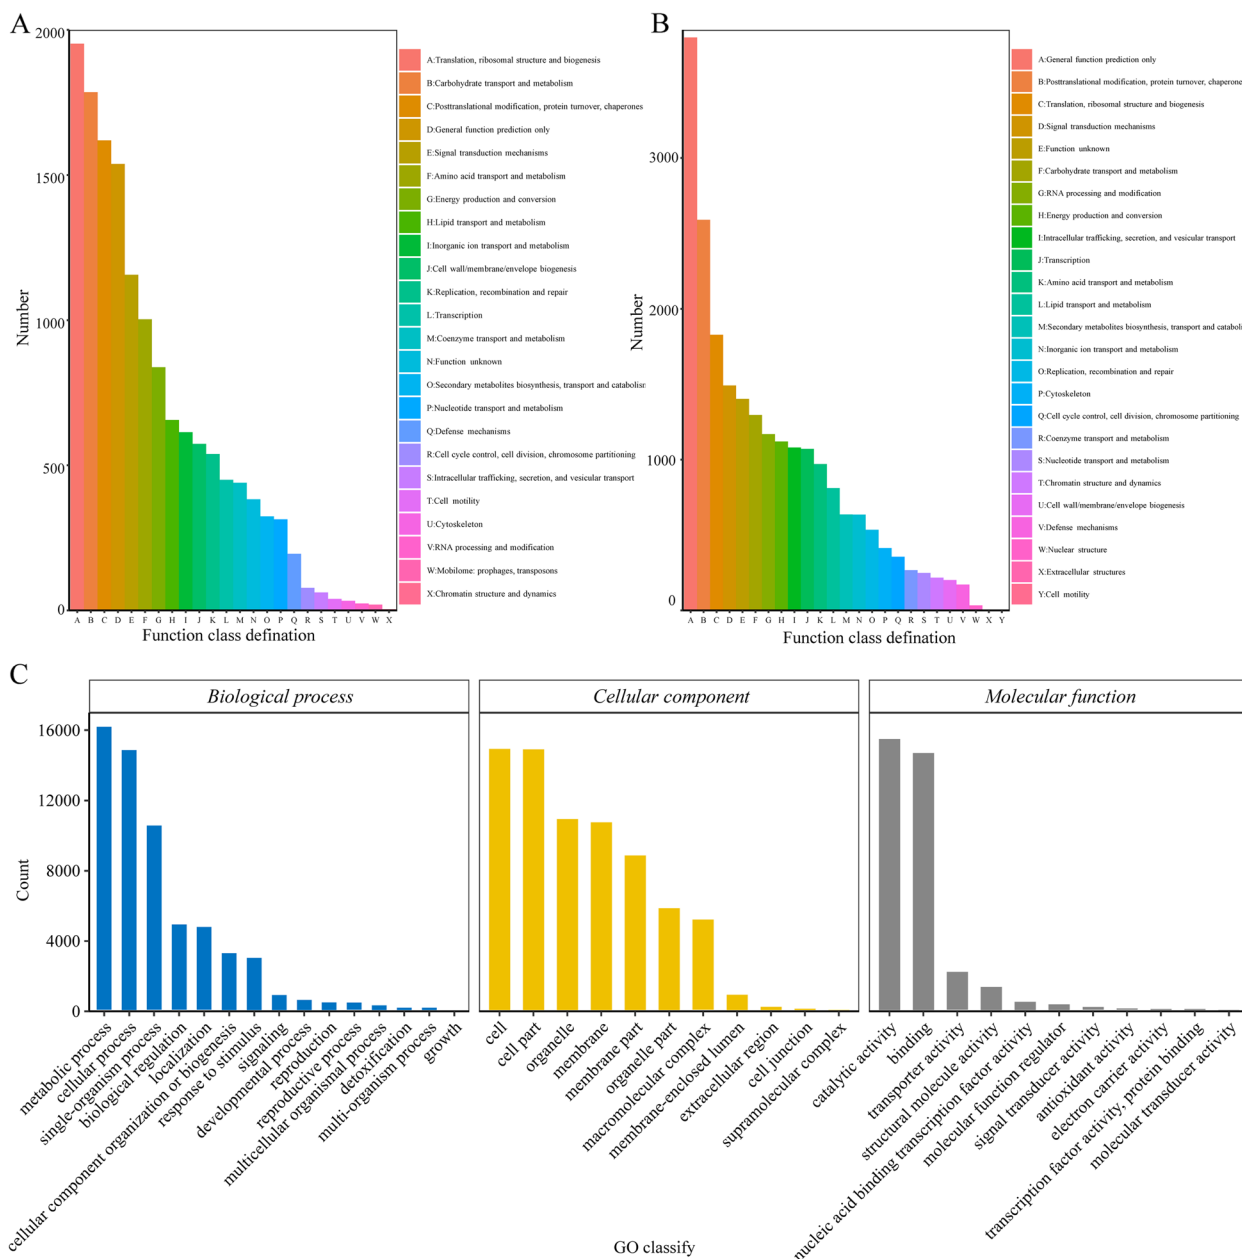 A
2000
1500
1000
500
0
Number
A B C D E F G H I J K L M N O P Q R S T U V W X
Function class defination
A:Translation, ribosomal structure and biogenesis
B:Carbohydrate transport and metabolism
C:Posttranslational modification, protein turnover, chaperones
D:General function prediction only
E:Signal transduction mechanisms
F:Amino acid transport and metabolism
G:Energy production and conversion
H:Lipid transport and metabolism
I:Inorganic ion transport and metabolism
J:Cell wall/membrane/envelope biogenesis
K:Replication, recombination and repair
L:Transcription
M:Coenzyme transport and metabolism
N:Function unknown
O:Secondary metabolites biosynthesis, transport and catabolism
P:Nucleotide transport and metabolism
Q:Defense mechanisms
R:Cell cycle control, cell division, chromosome partitioning
S:Intracellular trafficking, secretion, and vesicular transport
T:Cell motility
U:Cytoskeleton
V:RNA processing and modification
W:Mobilome: prophages, transposons
X:Chromatin structure and dynamics
B
3000
2000
1000
0
Number
A B C D E F G H I J K L M N O P Q R S T U V W X Y
Function class defination
A:General function prediction only
B:Posttranslational modification, protein turnover, chaperones
C:Translation, ribosomal structure and biogenesis
D:Signal transduction mechanisms
E:Function unknown
F:Carbohydrate transport and metabolism
G:RNA processing and modification
H:Energy production and conversion
I:Intracellular trafficking, secretion, and vesicular transport
J:Transcription
K:Amino acid transport and metabolism
L:Lipid transport and metabolism
M:Secondary metabolites biosynthesis, transport and cataboli
N:Inorganic ion transport and metabolism
O:Replication, recombination and repair
P:Cytoskeleton
Q:Cell cycle control, cell division, chromosome partitioning
R:Coenzyme transport and metabolism
S:Nucleotide transport and metabolism
T:Chromatin structure and dynamics
U:Cell wall/membrane/envelope biogenesis
V:Defense mechanisms
W:Nuclear structure
X:Extracellular structures
Y:Cell motility
C
Biological process
Cellular component
Molecular function
16000
12000
8000
4000
0
Count
metabolic process
cellular process
single-organism process
biological regulation
localization
cellular component organization or biogenesis
response to stimulus
signaling
developmental process
reproduction
reproductive process
multicellular organismal process
detoxification
multi-organism process
growth
cell
cell part
organelle
membrane
membrane part
organelle part
macromolecular complex
membrane-enclosed lumen
extracellular region
cell junction
supramolecular complex
catalytic activity
binding
transporter activity
structural molecule activity
nucleic acid binding transcription factor activity
molecular function regulator
signal transducer activity
antioxidant activity
electron carrier activity
transcription factor activity, protein binding
molecular transducer activity
GO classify